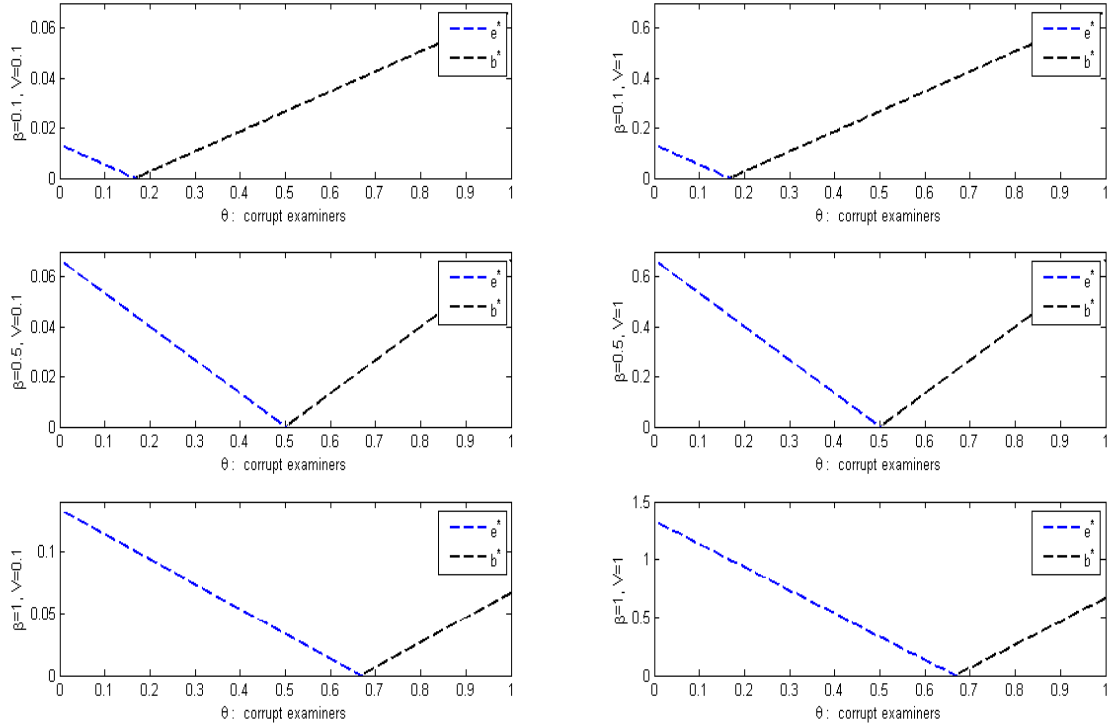 0.06
0.04
0.02
0
e*
b*
0 0.1 0.2 0.3 0.4 0.5 0.6 0.7 0.8 0.9 1
β=0.1, V=0.1
θ: corrupt examiners
0.6
0.4
0.2
0
e*
b*
0 0.1 0.2 0.3 0.4 0.5 0.6 0.7 0.8 0.9 1
β=0.1, V=1
θ: corrupt examiners
0.06
0.04
0.02
0
e*
b*
0 0.1 0.2 0.3 0.4 0.5 0.6 0.7 0.8 0.9 1
β=0.5, V=0.1
θ: corrupt examiners
0.6
0.4
0.2
0
e*
b*
0 0.1 0.2 0.3 0.4 0.5 0.6 0.7 0.8 0.9 1
β=0.5, V=1
θ: corrupt examiners
0.1
0.05
0
e*
b*
0 0.1 0.2 0.3 0.4 0.5 0.6 0.7 0.8 0.9 1
β=1, V=0.1
θ: corrupt examiners
1.5
1
0.5
0
e*
b*
0 0.1 0.2 0.3 0.4 0.5 0.6 0.7 0.8 0.9 1
β=1, V=1
θ: corrupt examiners